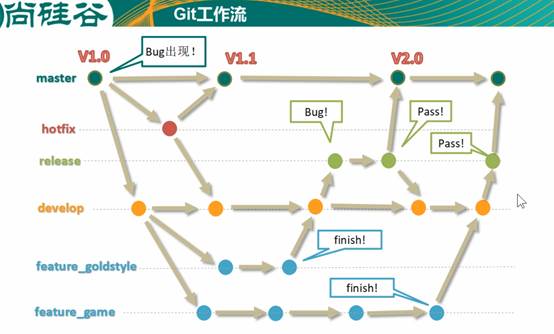 尚硅谷
Git工作流
V1.0
Bug出现！
V1.1
V2.0
master
Bug!
Pass!
hotfix
Pass!
release
develop
finish!
feature_goldstyle
finish!
feature_game